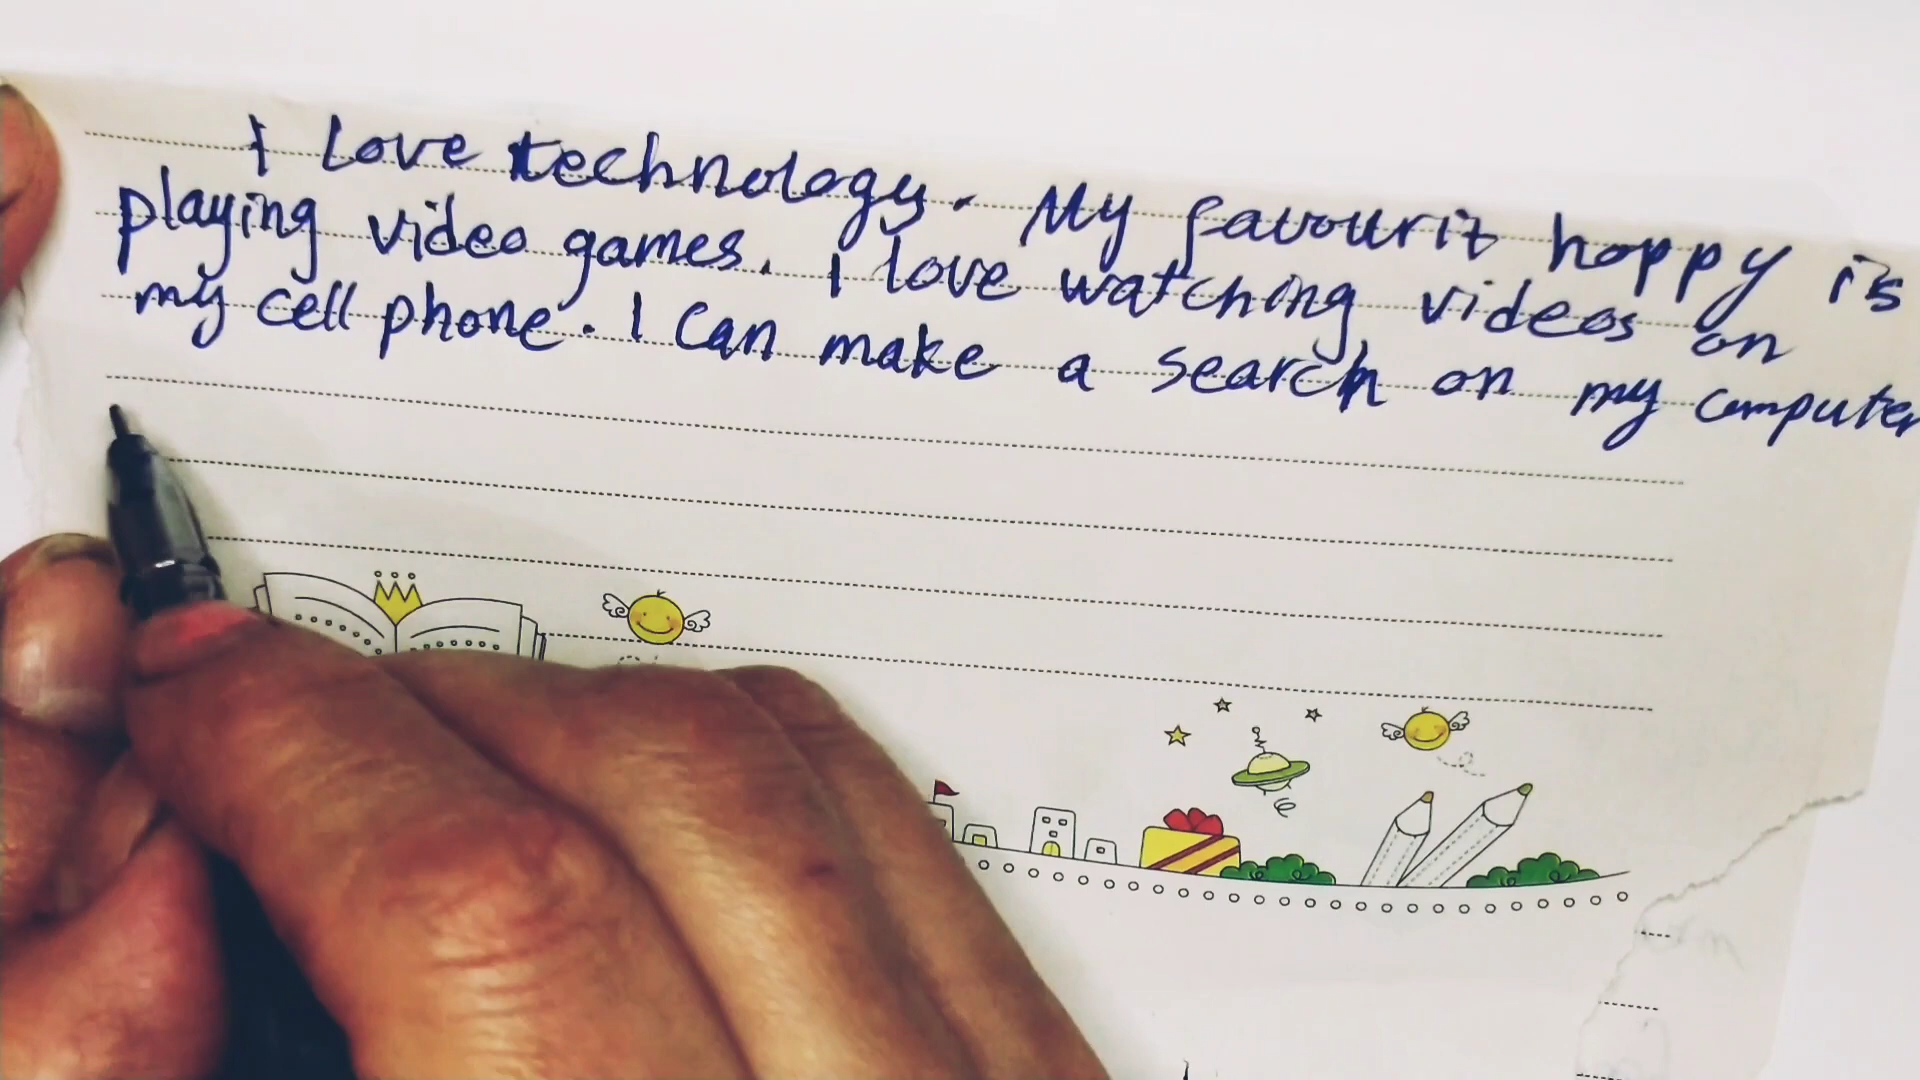 I Love technology. My favourit hoppy is
playing video games. I love watching videos on
my cell phone. I can make a search on my computer